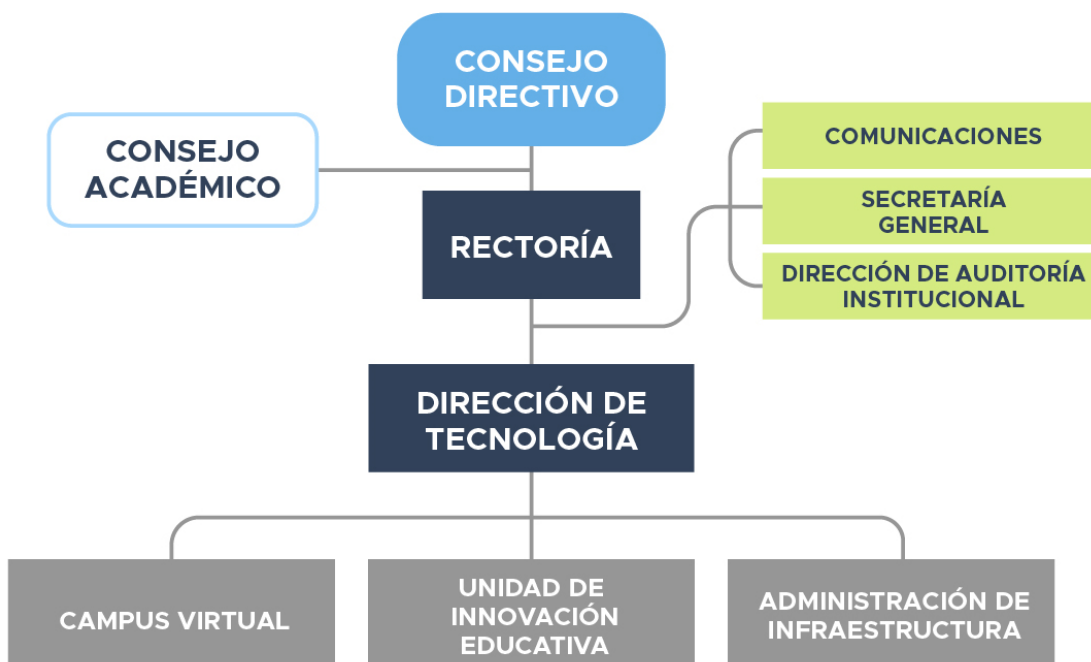 CONSEJO
DIRECTIVO
CONSEJO
ACADÉMICO
COMUNICACIONES
SECRETARÍA
GENERAL
RECTORÍA
DIRECCIÓN DE AUDITORÍA
INSTITUCIONAL
DIRECCIÓN DE
TECNOLOGÍA
CAMPUS VIRTUAL
UNIDAD DE
INNOVACIÓN
EDUCATIVA
ADMINISTRACIÓN DE
INFRAESTRUCTURA